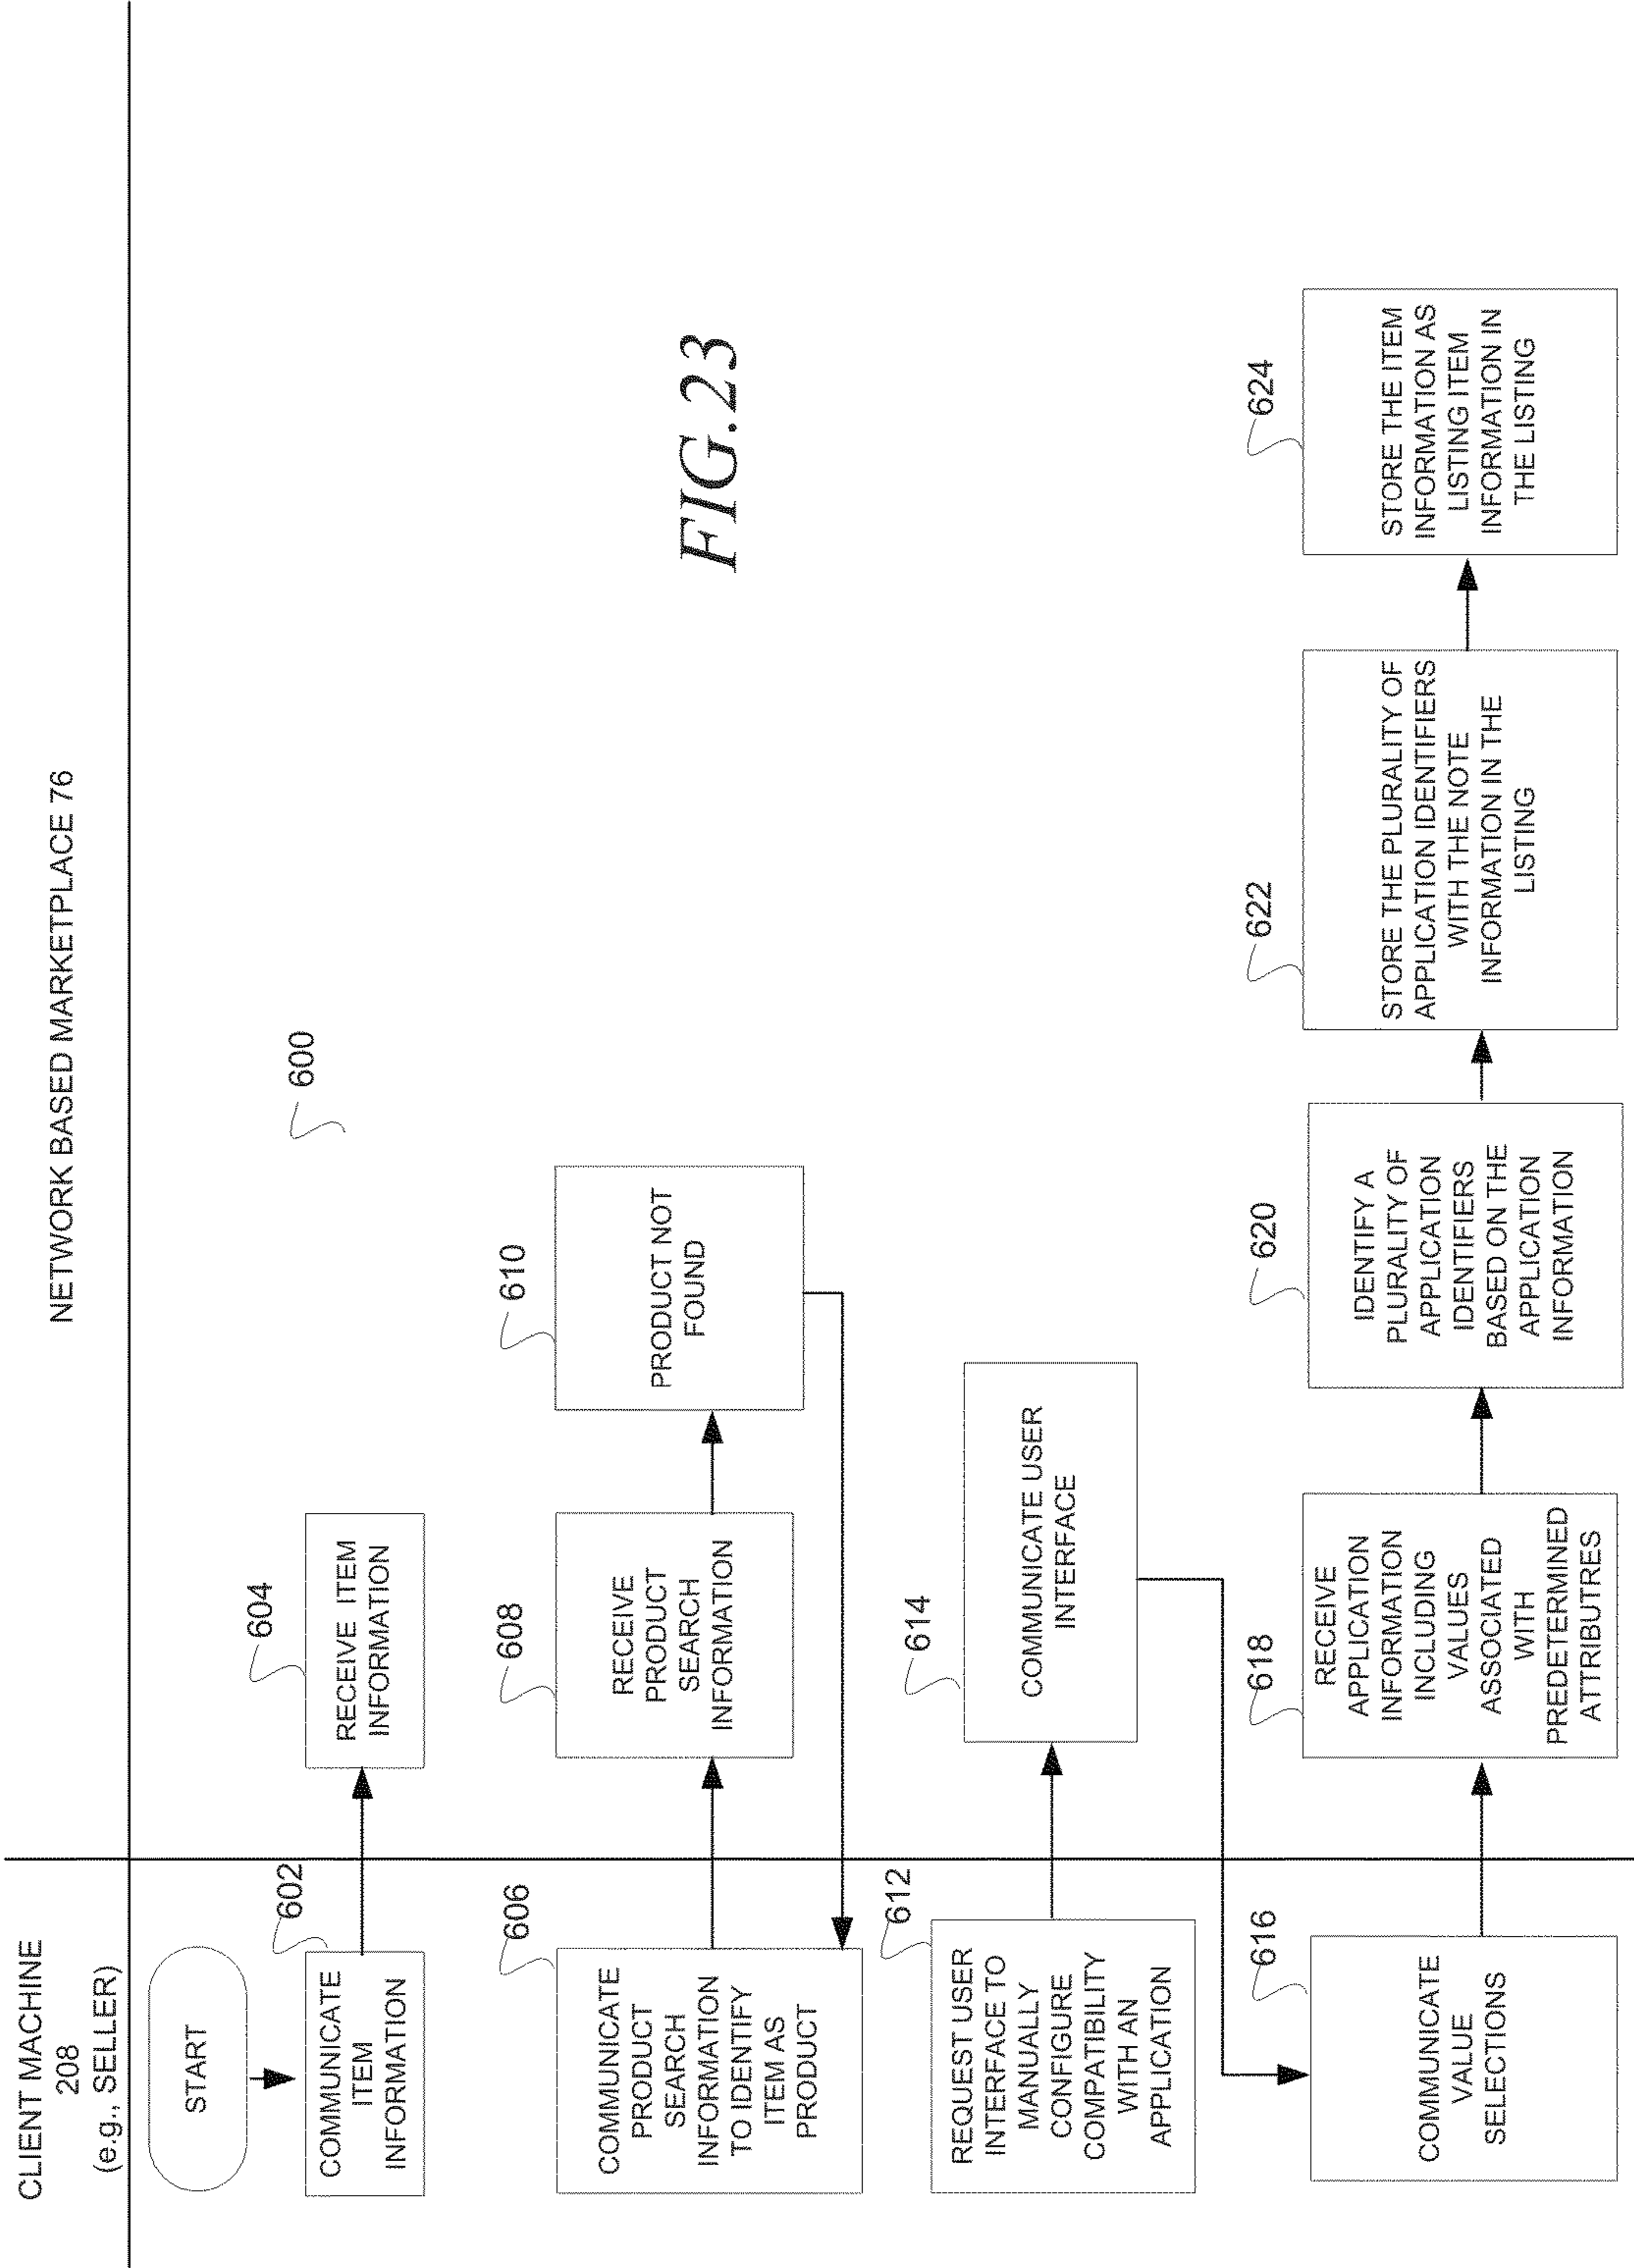 CLIENT MACHINE
208
(e.g., SELLER)
NETWORK BASED MARKETPLACE 76
START
602
COMMUNICATE
ITEM
INFORMATION
604
RECEIVE ITEM
INFORMATION
600
606
COMMUNICATE
PRODUCT
SEARCH
INFORMATION
TO IDENTIFY
ITEM AS
PRODUCT
608
RECEIVE
PRODUCT
SEARCH
INFORMATION
610
PRODUCT NOT
FOUND
FIG.23
612
REQUEST USER
INTERFACE TO
MANUALLY
CONFIGURE
COMPATIBILITY
WITH AN
APPLICATION
614
COMMUNICATE USER
INTERFACE
616
COMMUNICATE
VALUE
SELECTIONS
618
RECEIVE
APPLICATION
INFORMATION
INCLUDING
VALUES
ASSOCIATED
WITH
PREDETERMINED
ATTRIBUTRES
620
IDENTIFY A
PLURALITY OF
APPLICATION
IDENTIFIERS
BASED ON THE
APPLICATION
INFORMATION
622
STORE THE PLURALITY OF
APPLICATION IDENTIFIERS
WITH THE NOTE
INFORMATION IN THE
LISTING
624
STORE THE ITEM
INFORMATION AS
LISTING ITEM
INFORMATION IN
THE LISTING